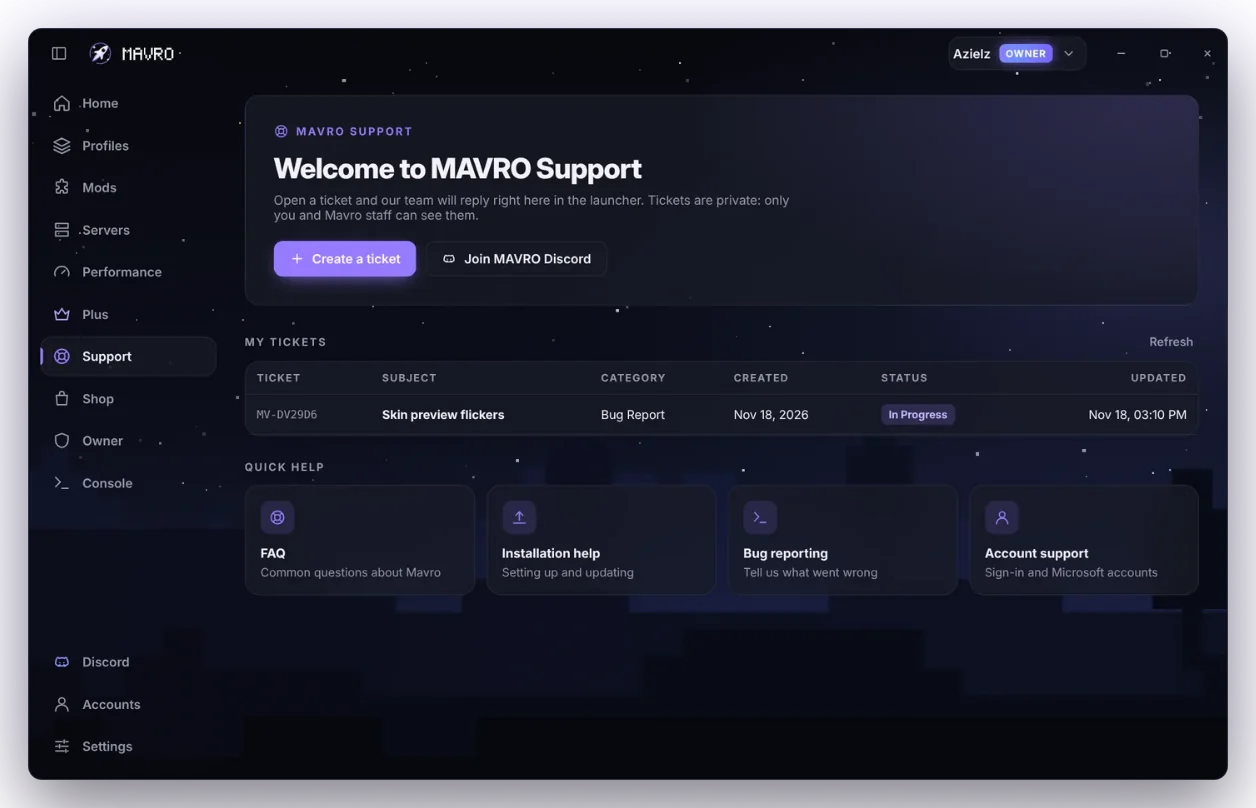 MAVRO
Azielz OWNER
Home
Profiles
Mods
Servers
Performance
Plus
Support
Shop
Owner
Console
Discord
Accounts
Settings
MAVRO SUPPORT
Welcome to MAVRO Support
Open a ticket and our team will reply right here in the launcher. Tickets are private: only
you and Mavro staff can see them.
Create a ticket
Join MAVRO Discord
MY TICKETS
Refresh
TICKET SUBJECT CATEGORY CREATED STATUS UPDATED
MV-DV29D6 Skin preview flickers Bug Report Nov 18, 2026 In Progress Nov 18, 03:10 PM
QUICK HELP
FAQ
Common questions about Mavro
Installation help
Setting up and updating
Bug reporting
Tell us what went wrong
Account support
Sign-in and Microsoft accounts